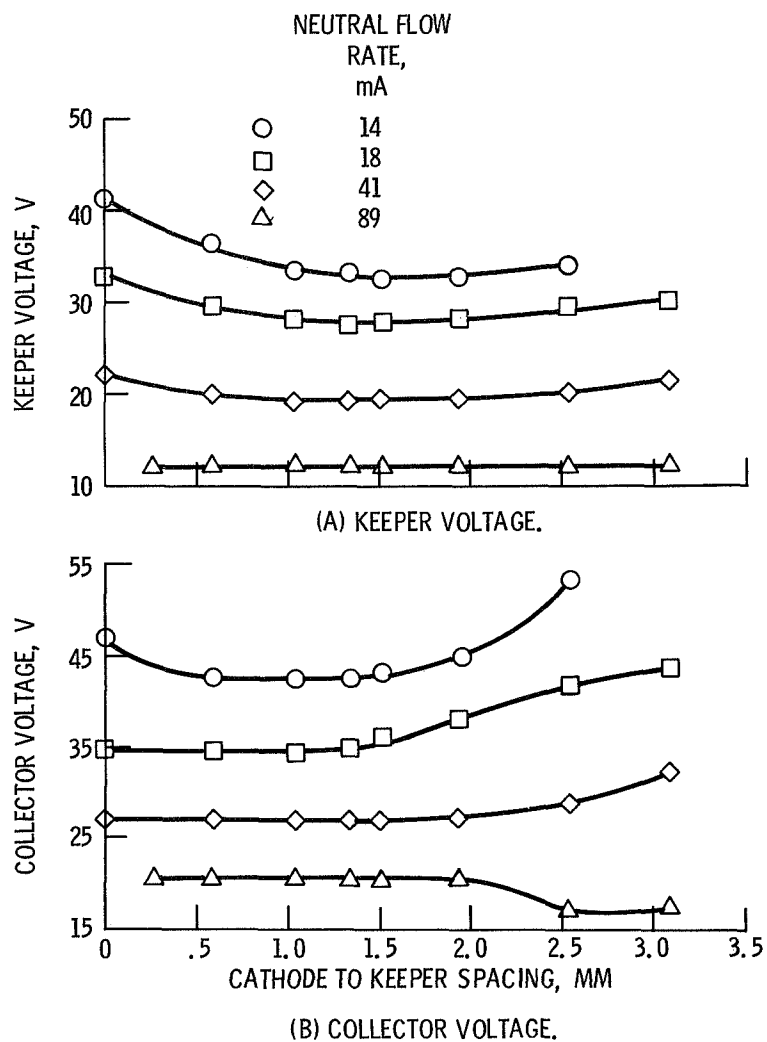 NEUTRAL FLOW
RATE,
mA
14
18
41
89
50
40
30
20
10
KEEPER VOLTAGE, V
(A) KEEPER VOLTAGE.
55
45
35
25
15
COLLECTOR VOLTAGE, V
0 .5 1.0 1.5 2.0 2.5 3.0 3.5
CATHODE TO KEEPER SPACING, MM
(B) COLLECTOR VOLTAGE.